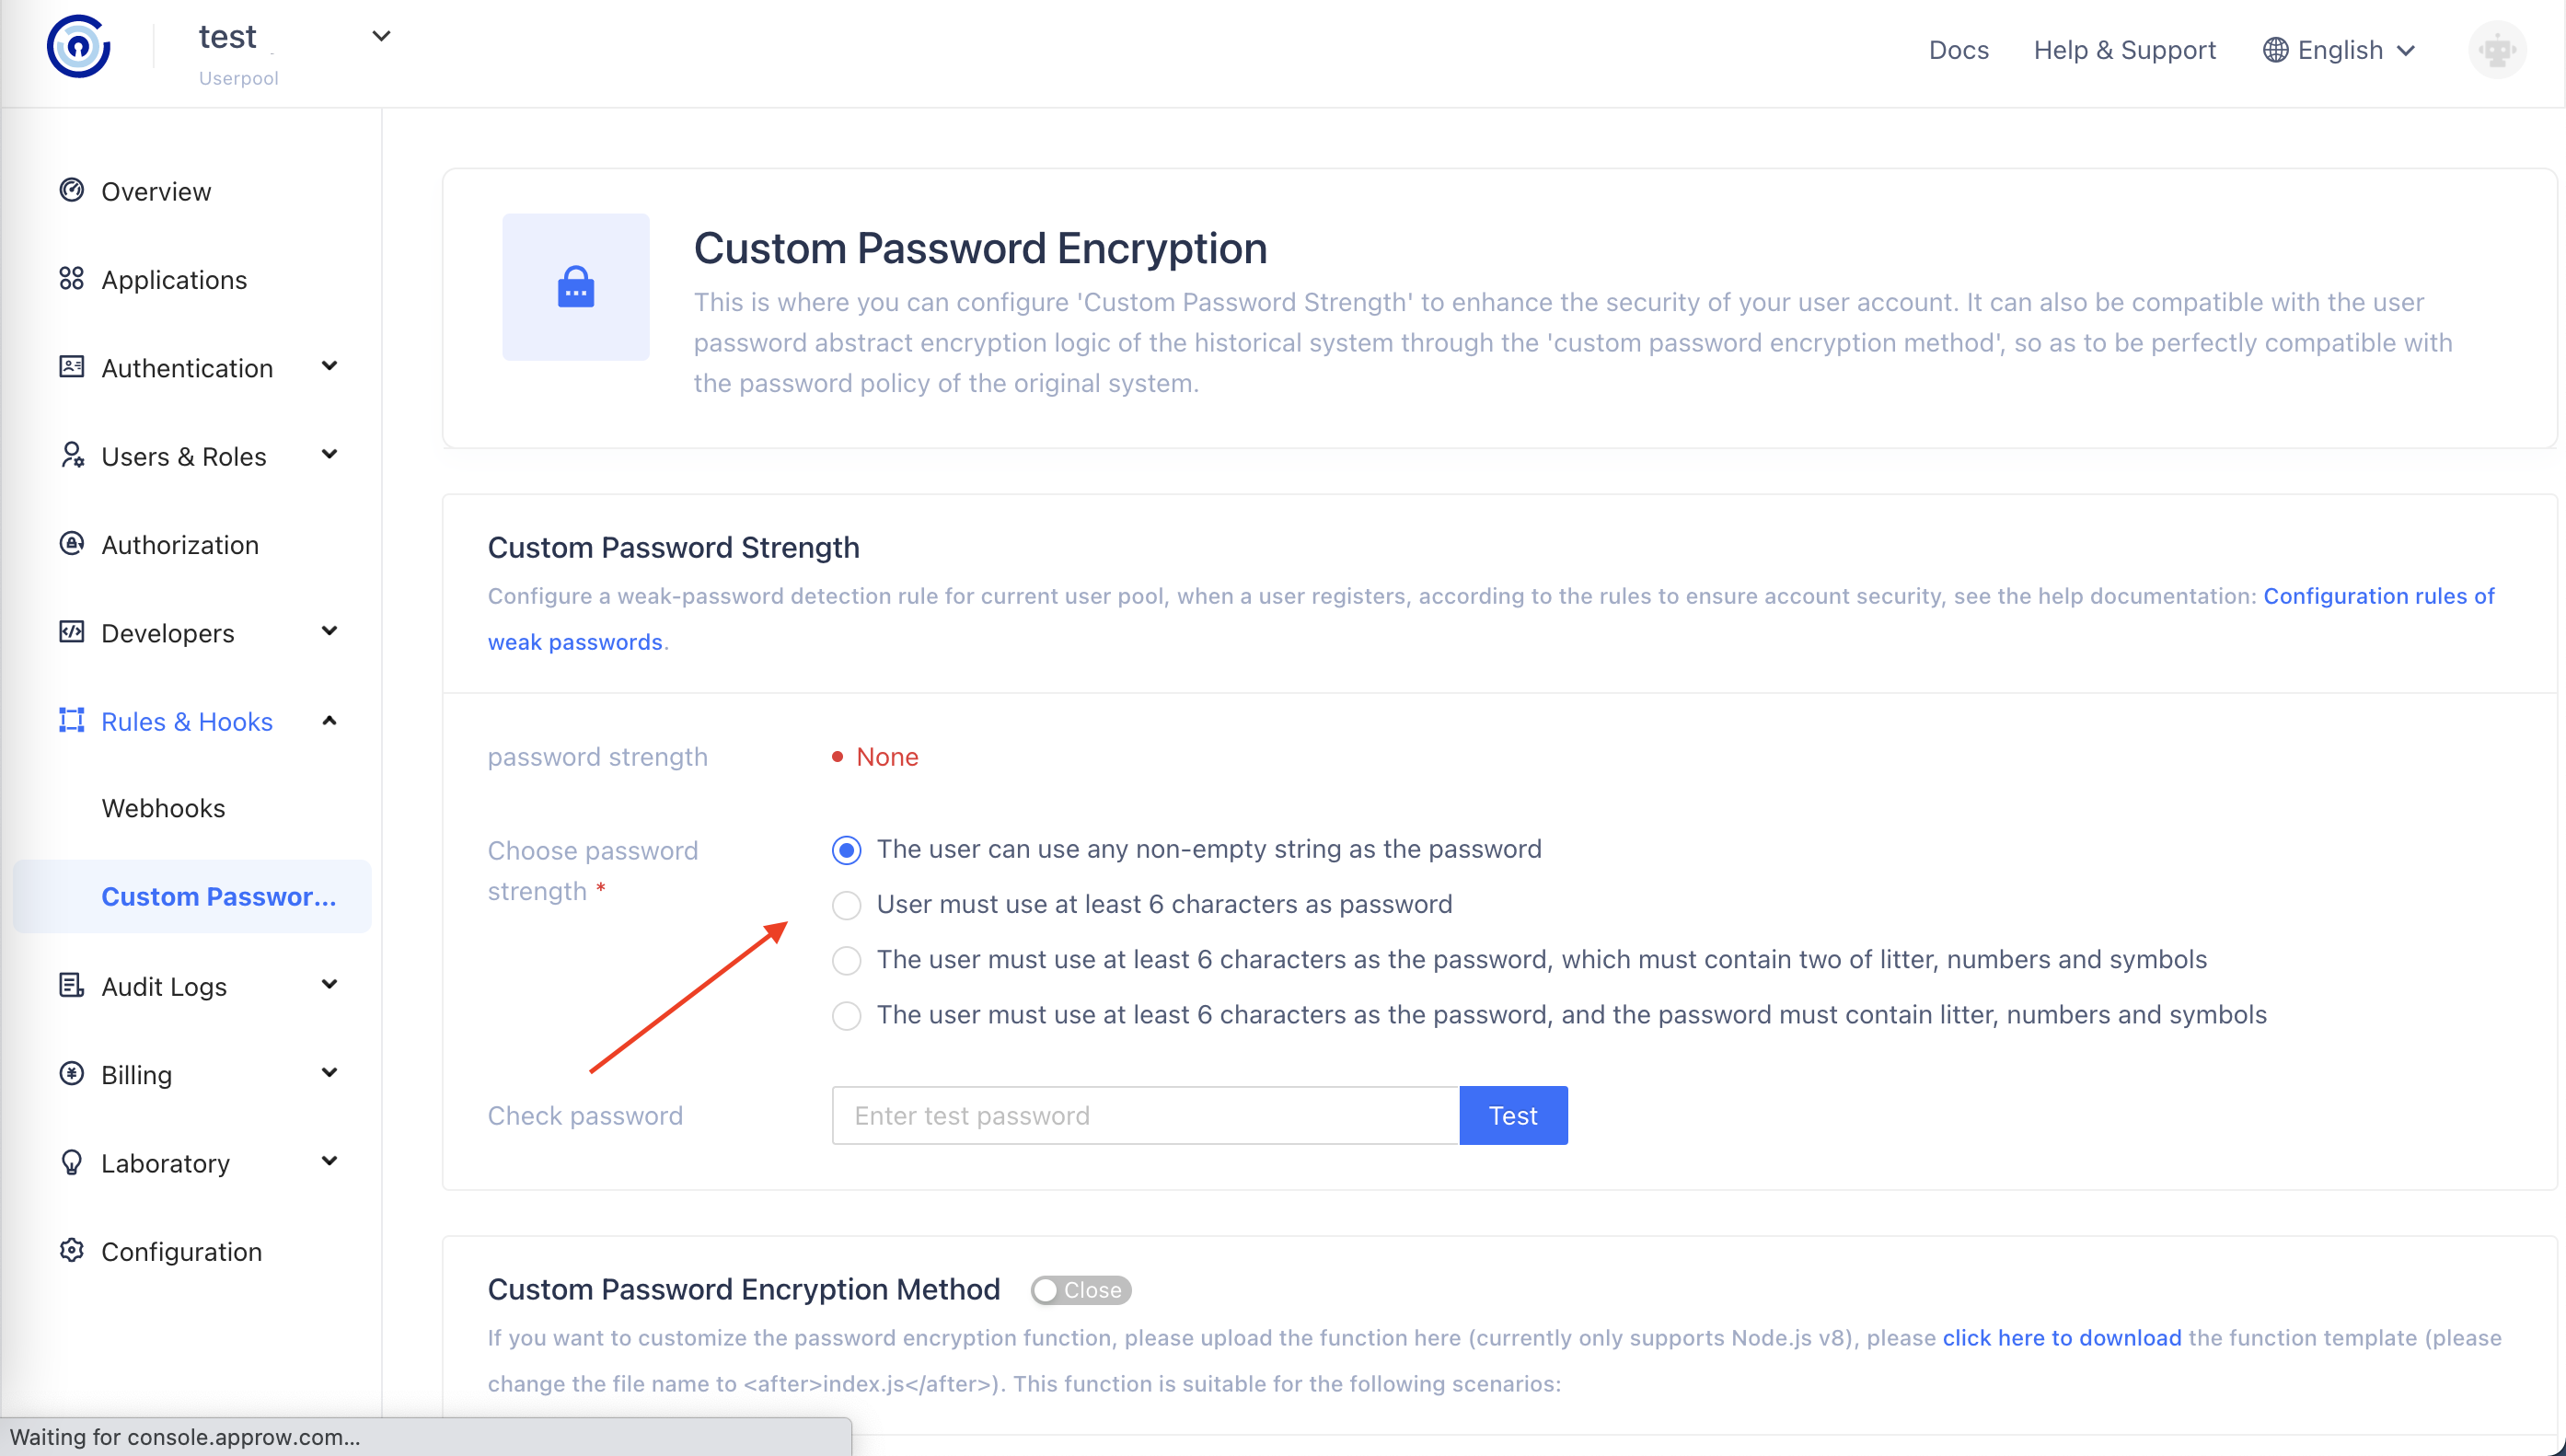 test
Userpool
Docs
Help & Support
English
Overview
Applications
Authentication
Users & Roles
Authorization
Developers
Rules & Hooks
Webhooks
Custom Passwor...
Audit Logs
Billing
Laboratory
Configuration
Custom Password Encryption
This is where you can configure 'Custom Password Strength' to enhance the security of your user account. It can also be compatible with the user
password abstract encryption logic of the historical system through the 'custom password encryption method', so as to be perfectly compatible with
the password policy of the original system.
Custom Password Strength
Configure a weak-password detection rule for current user pool, when a user registers, according to the rules to ensure account security, see the help documentation: Configuration rules of
weak passwords.
password strength
None
Choose password
strength *
The user can use any non-empty string as the password
User must use at least 6 characters as password
The user must use at least 6 characters as the password, which must contain two of litter, numbers and symbols
The user must use at least 6 characters as the password, and the password must contain litter, numbers and symbols
Check password
Enter test password
Test
Custom Password Encryption Method
Close
If you want to customize the password encryption function, please upload the function here (currently only supports Node.js v8), please click here to download the function template (please
change the file name to <after>index.js</after>). This function is suitable for the following scenarios:
Waiting for console.approw.com...